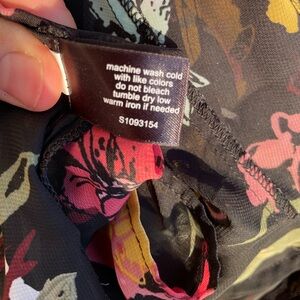 machine wash cold
with like colors
do not bleach
tumble dry low
warm iron if needed
S1093154